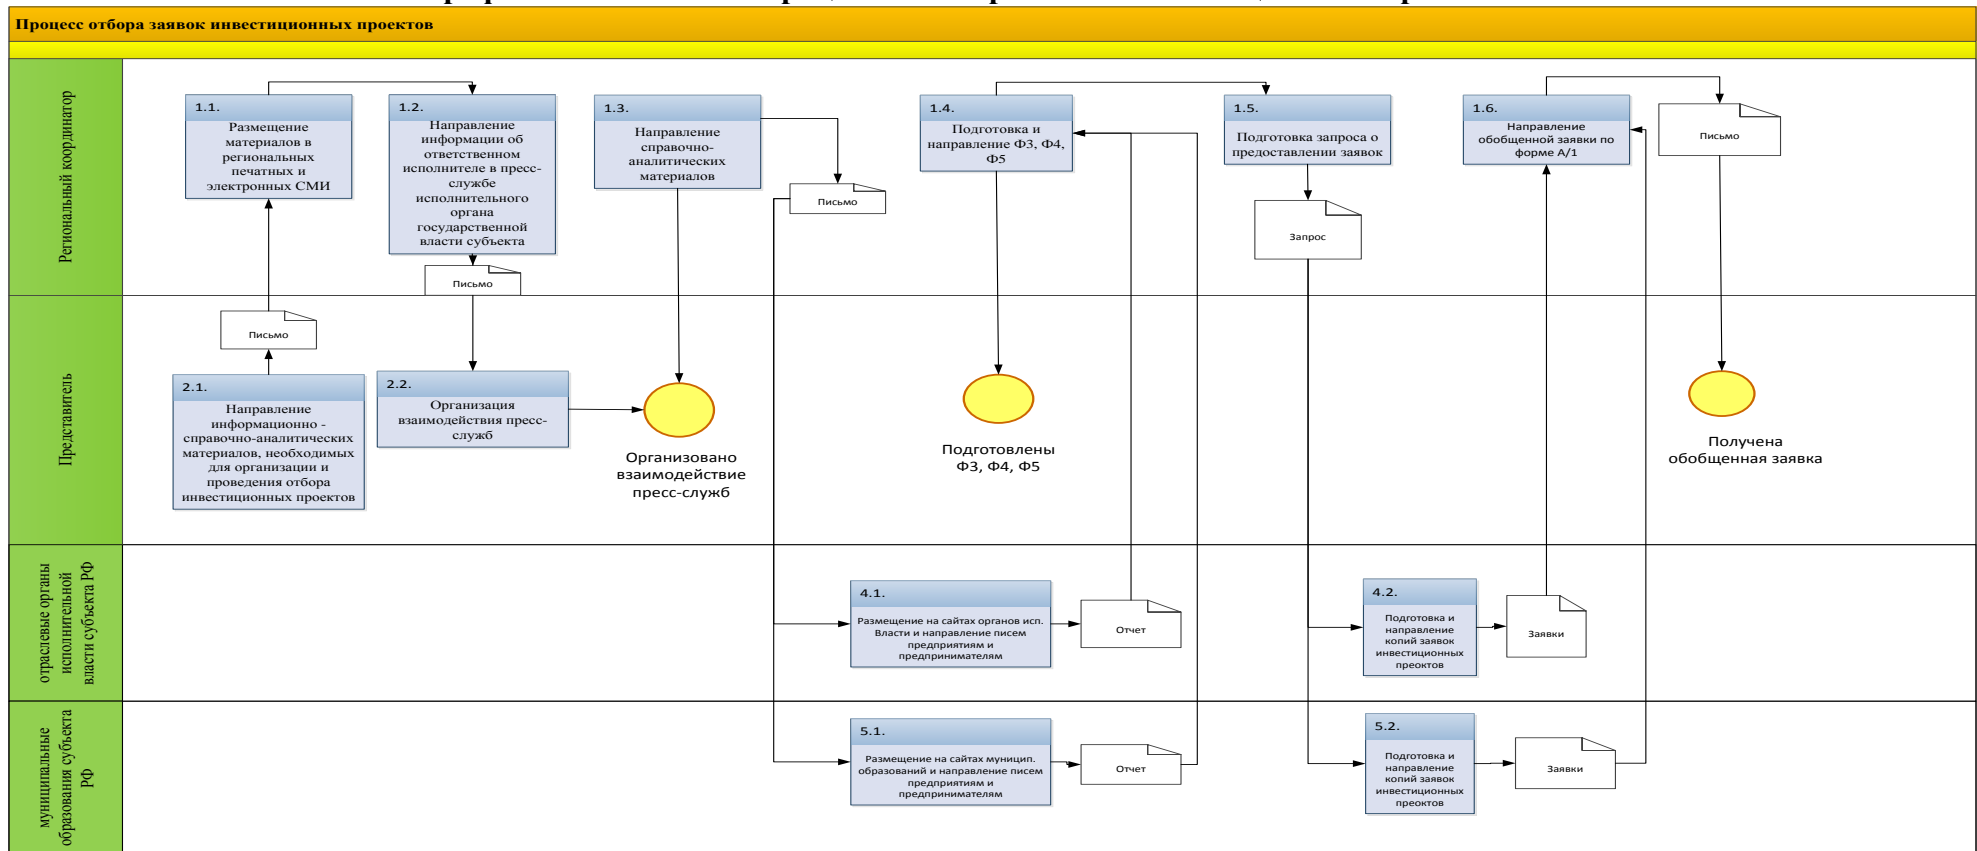 Процесс отбора заявок инвестиционных проектов
Региональный координатор
1.1.
Размещение
материалов в
региональных
печатных и
электронных СМИ
1.2.
Направление
информации об
ответственном
исполнителе в пресс-
службе
исполнительного
органа
государственной
власти субъекта
Письмо
1.3.
Направление
справочно-
аналитических
материалов
Письмо
1.4.
Подготовка и
направление Ф3, Ф4,
Ф5
1.5.
Подготовка запроса о
предоставлении заявок
Запрос
1.6.
Направление
обобщенной заявки по
форме А/1
Письмо
Представитель
Письмо
2.1.
Направление
информационно -
справочно-аналитических
материалов, необходимых
для организации и
проведения отбора
инвестиционных проектов
2.2.
Организация
взаимодействия пресс-
служб
Организовано
взаимодействие
пресс-служб
Подготовлены
Ф3, Ф4, Ф5
Получена
обобщенная заявка
отраслевые органы
исполнительной
власти субъекта РФ
4.1.
Размещение на сайтах органов исп.
Власти и направление писем
предприятиям и
предпринимателям
Отчет
4.2.
Подготовка и
направление
копий заявок
инвестиционных
преоктов
Заявки
муниципальные
образования субъекта
РФ
5.1.
Размещение на сайтах муницип.
образований и направление писем
предприятиям и
предпринимателям
Отчет
5.2.
Подготовка и
направление
копий заявок
инвестиционных
преоктов
Заявки